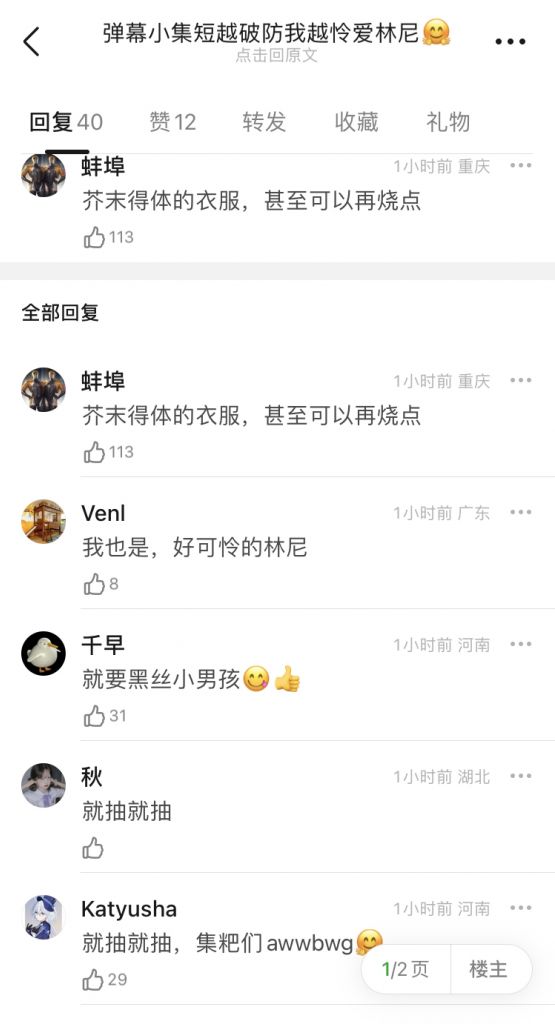 弹幕小集短越破防我越怜爱林尼🤗
点击回原文
回复 40 赞 12 转发 收藏 礼物
蚌埠 1小时前 重庆
芥末得体的衣服，甚至可以再烧点
113
全部回复
蚌埠 1小时前 重庆
芥末得体的衣服，甚至可以再烧点
113
Venl 1小时前 广东
我也是，好可怜的林尼
8
千早 1小时前 河南
就要黑丝小男孩😋👍
31
秋 1小时前 湖北
就抽就抽
Katyusha 1小时前 河南
就抽就抽，集粑们awwbwg🤗
29
1/2页 楼主